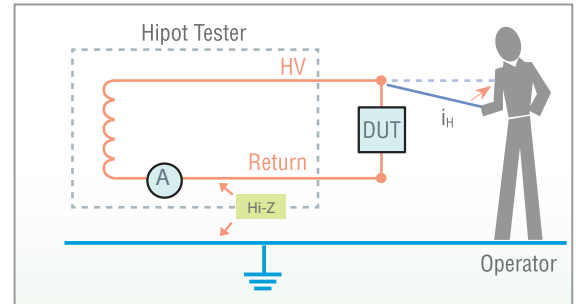 Hipot Tester
HV
DUT
iH
Return
A
Hi-Z
Operator